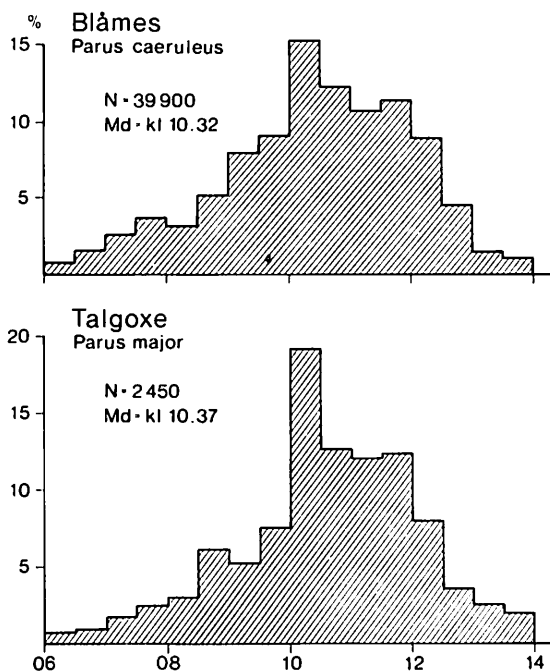 % Blåmes
Parus caeruleus
15
N = 39 900
Md = kl 10.32
10
5
Talgoxe
Parus major
20
N = 2 450
Md = kl 10.37
15
10
5
06 08 10 12 14